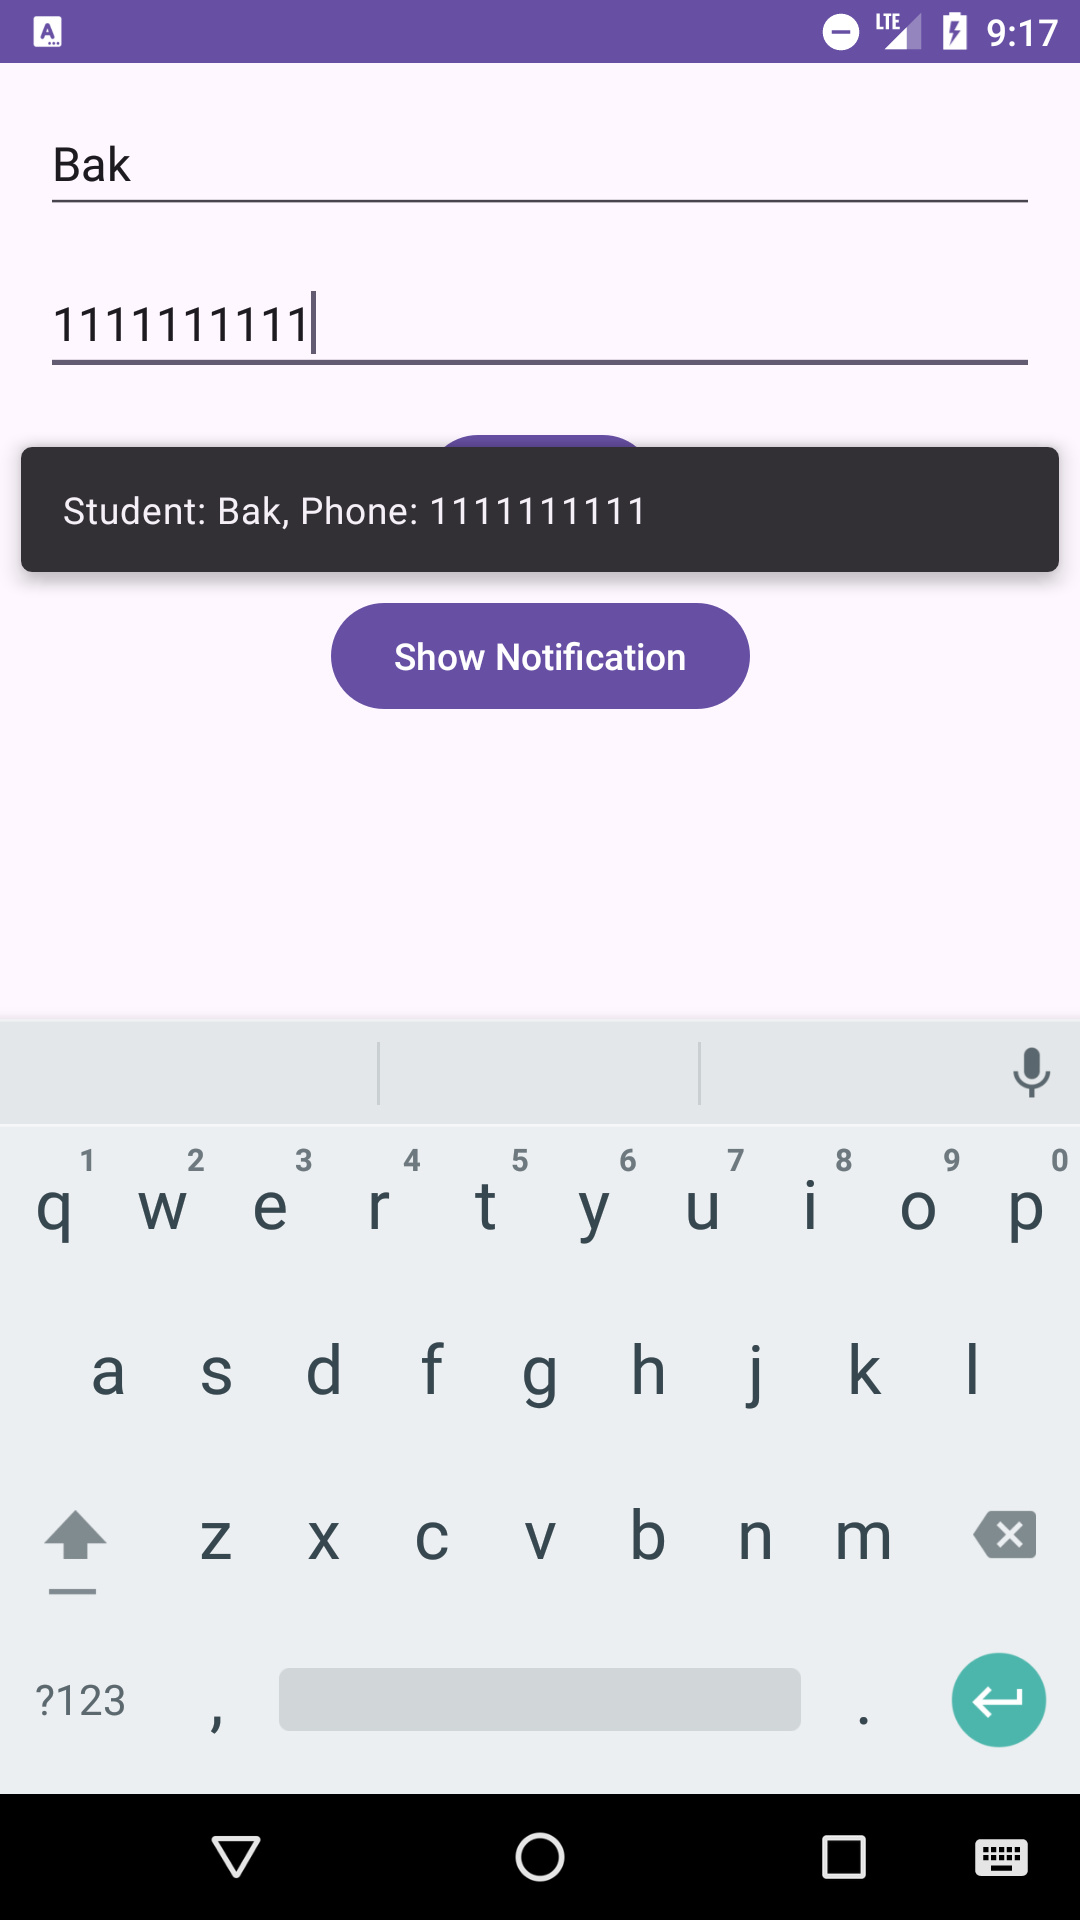 A
LTE
9:17
Bak
1111111111
Student: Bak, Phone: 1111111111
Show Notification
1 2 3 4 5 6 7 8 9 0
q w e r t y u i o p
a s d f g h j k l
z x c v b n m
?123 , .